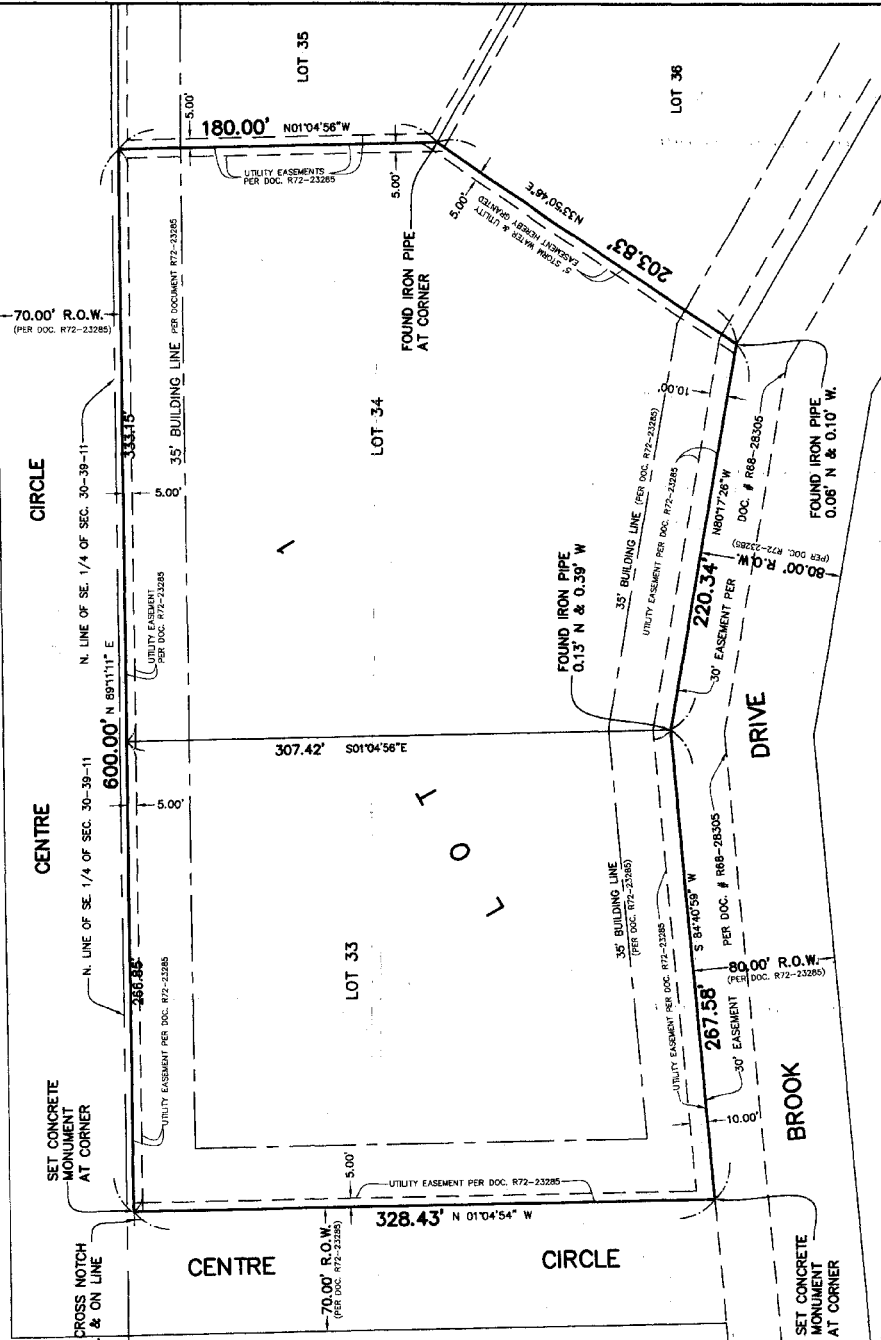 LOT 35
LOT 36
5.00'
180.00' N01°04'56"W
UTILITY EASEMENTS
PER DOC. R72-23285
5.00'
5.00'
N33°50'46"E
5' STORM WATER & UTILITY
EASEMENT HEREBY GRANTED
203.83'
70.00' R.O.W.
(PER DOC. R72-23285)
FOUND IRON PIPE
AT CORNER
35' BUILDING LINE PER DOCUMENT R72-23285
N. LINE OF SE. 1/4 OF SEC. 30-39-11
333.15'
LOT 34
CIRCLE
5.00'
10.00'
35' BUILDING LINE (PER DOC. R72-23285)
UTILITY EASEMENT PER DOC. R72-23285
N80°17'26"W
DOC. # R68-28305
FOUND IRON PIPE
0.06' N & 0.10' W.
80.00' R.O.W.
(PER DOC. R72-23285)
220.34'
30' EASEMENT PER
UTILITY EASEMENT
PER DOC. R72-23285
FOUND IRON PIPE
0.13' N & 0.39' W
600.00' N 89°11'11" E
307.42' S01°04'56"E
DRIVE
CENTRE
N. LINE OF SE. 1/4 OF SEC. 30-39-11
5.00'
LOT 1
266.85'
UTILITY EASEMENT PER DOC. R72-23285
LOT 33
35' BUILDING LINE
(PER DOC. R72-23285)
UTILITY EASEMENT PER DOC. R72-23285
S 84°40'59" W
PER DOC. # R68-28305
80.00' R.O.W.
(PER DOC. R72-23285)
267.58'
30' EASEMENT
10.00'
BROOK
SET CONCRETE
MONUMENT
AT CORNER
5.00'
UTILITY EASEMENT PER DOC. R72-23285
328.43' N 01°04'54" W
CROSS NOTCH
& ON LINE
CENTRE
70.00' R.O.W.
(PER DOC. R72-23285)
CIRCLE
SET CONCRETE
MONUMENT
AT CORNER